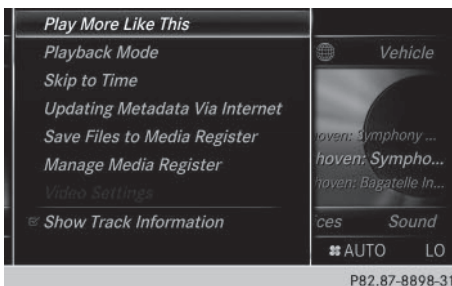 Play More Like This
Playback Mode
Skip to Time
Updating Metadata Via Internet
Save Files to Media Register
Manage Media Register
Video Settings
Show Track Information
Vehicle
oven: Symphony ...
hoven: Sympho...
hoven: Bagatelle In...
ces Sound
AUTO LO
P82.87-8898-31